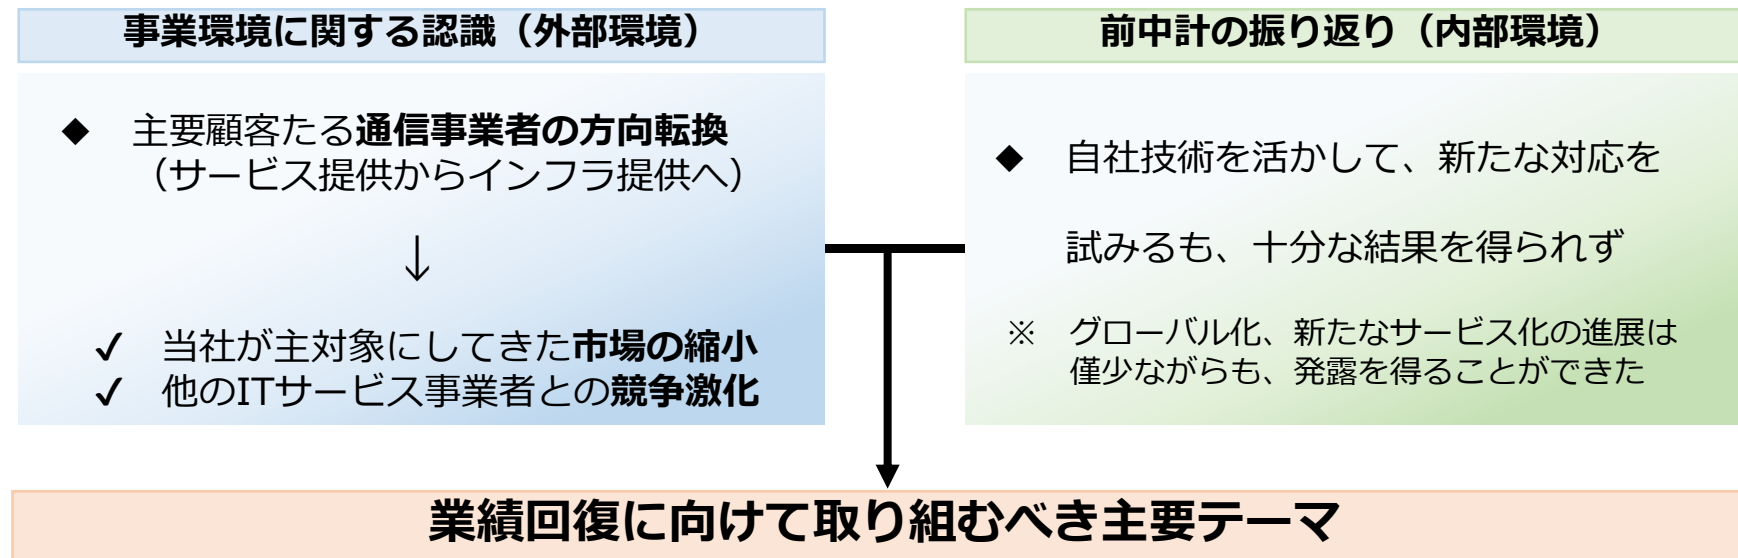 事業環境に関する認識（外部環境）
◆ 主要顧客たる通信事業者の方向転換
（サービス提供からインフラ提供へ）
↓
✓ 当社が主対象にしてきた市場の縮小
✓ 他のITサービス事業者との競争激化
前中計の振り返り（内部環境）
◆ 自社技術を活かして、新たな対応を
試みるも、十分な結果を得られず
※ グローバル化、新たなサービス化の進展は
僅少ながらも、発露を得ることができた
業績回復に向けて取り組むべき主要テーマ